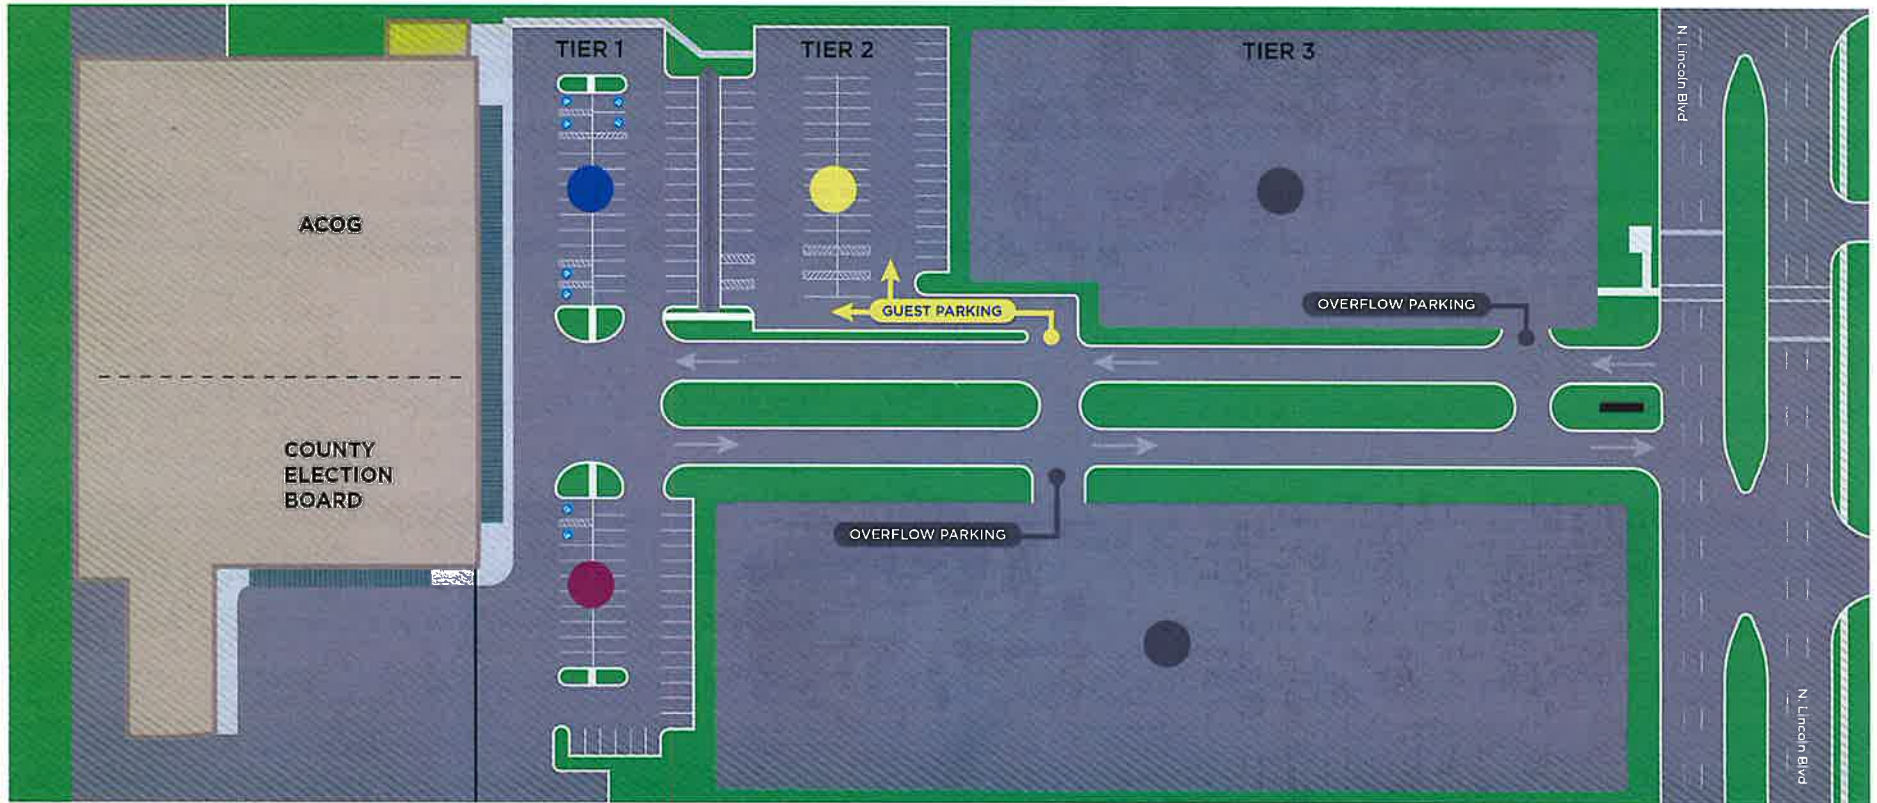 TIER 1
TIER 2
TIER 3
N. Lincoln Blvd
ACOG
GUEST PARKING
OVERFLOW PARKING
COUNTY
ELECTION
BOARD
OVERFLOW PARKING
N. Lincoln Blvd